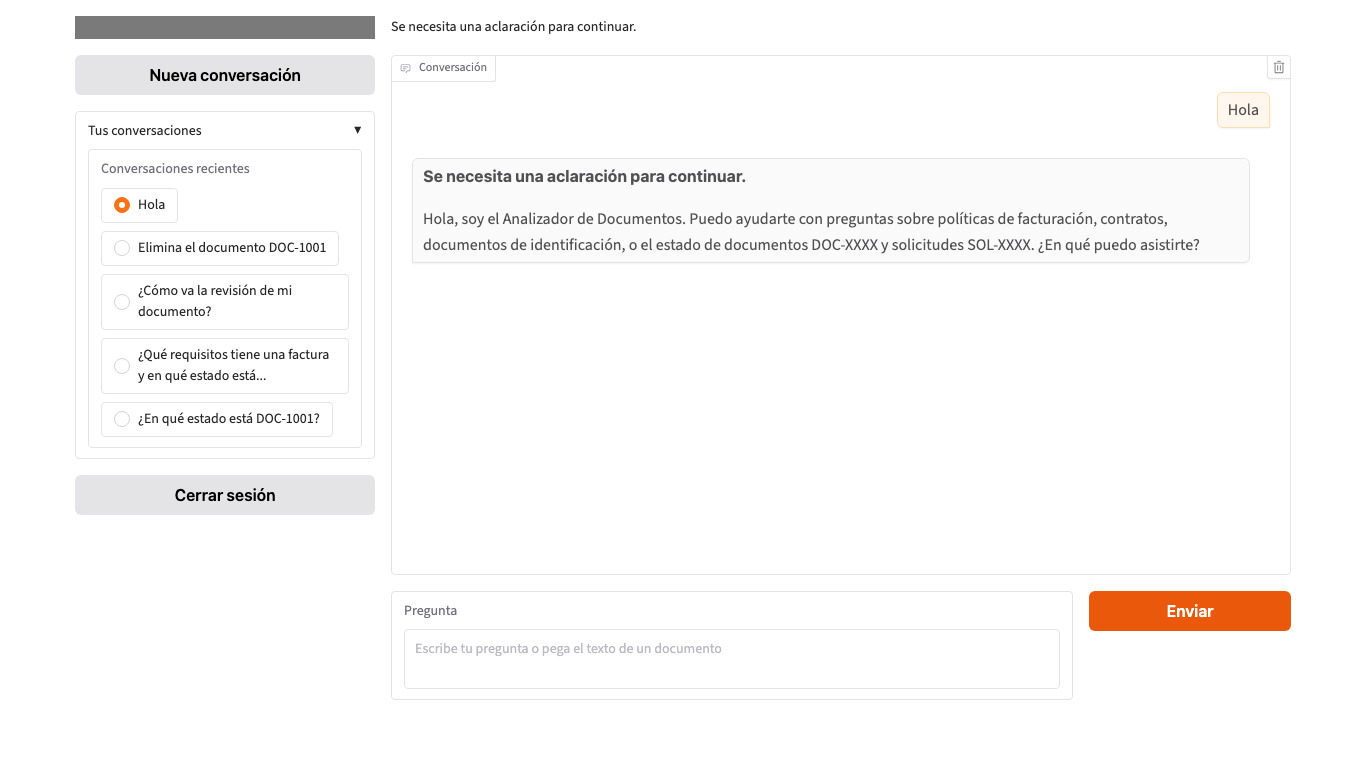 Se necesita una aclaración para continuar.
Nueva conversación
Tus conversaciones ▼
Conversaciones recientes
Hola
Elimina el documento DOC-1001
¿Cómo va la revisión de mi
documento?
¿Qué requisitos tiene una factura
y en qué estado está...
¿En qué estado está DOC-1001?
Cerrar sesión
Conversación
Hola
Se necesita una aclaración para continuar.
Hola, soy el Analizador de Documentos. Puedo ayudarte con preguntas sobre políticas de facturación, contratos,
documentos de identificación, o el estado de documentos DOC-XXXX y solicitudes SOL-XXXX. ¿En qué puedo asistirte?
Pregunta
Escribe tu pregunta o pega el texto de un documento
Enviar